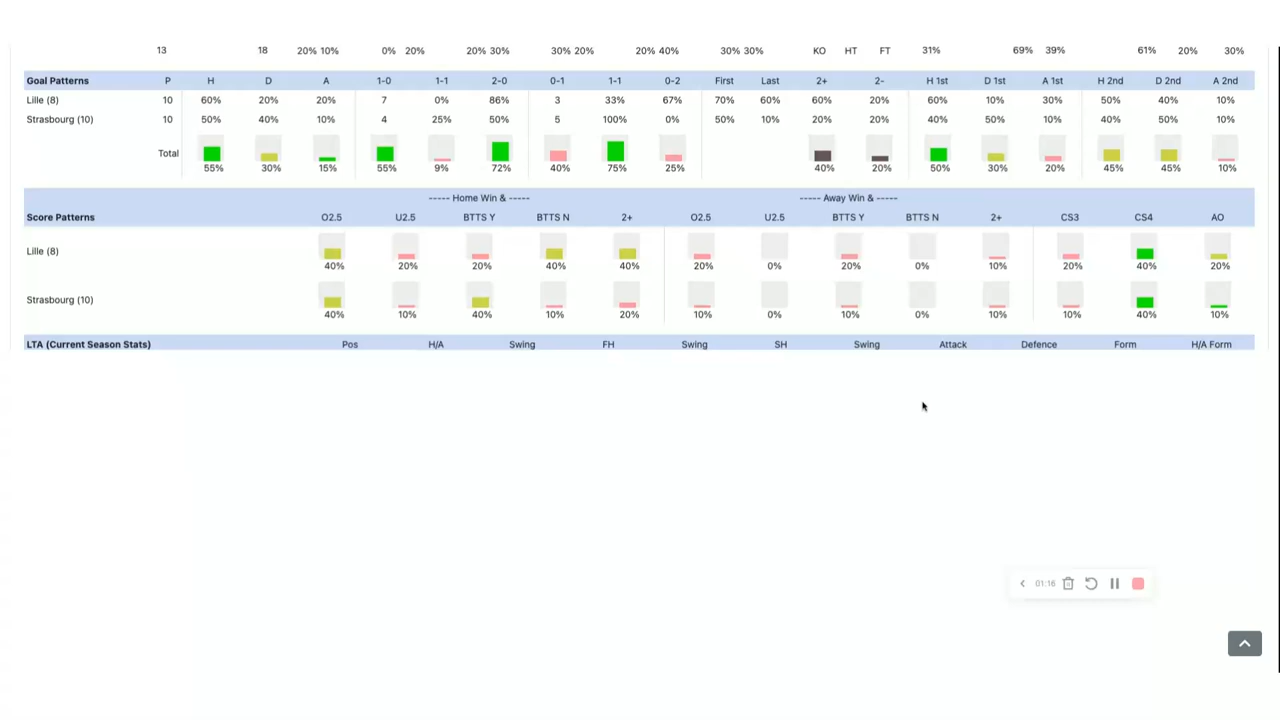 13 18 20% 10% 0% 20% 20% 30% 30% 20% 20% 40% 30% 30% KO HT FT 31% 69% 39% 61% 20% 30%
Goal Patterns P H D A 1-0 1-1 2-0 0-1 1-1 0-2 First Last 2+ 2- H 1st D 1st A 1st H 2nd D 2nd A 2nd
Lille (8) 10 60% 20% 20% 7 0% 86% 3 33% 67% 70% 60% 60% 20% 60% 10% 30% 50% 40% 10%
Strasbourg (10) 10 50% 40% 10% 4 25% 50% 5 100% 0% 50% 10% 20% 20% 40% 50% 10% 40% 50% 10%
Total 55% 30% 15% 55% 9% 72% 40% 75% 25% 40% 20% 50% 30% 20% 45% 45% 10%
----- Home Win & ----- ----- Away Win & -----
Score Patterns O2.5 U2.5 BTTS Y BTTS N 2+ O2.5 U2.5 BTTS Y BTTS N 2+ CS3 CS4 AO
Lille (8) 40% 20% 20% 40% 40% 20% 0% 20% 0% 10% 20% 40% 20%
Strasbourg (10) 40% 10% 40% 10% 20% 10% 0% 10% 0% 10% 10% 40% 10%
LTA (Current Season Stats) Pos H/A Swing FH Swing SH Swing Attack Defence Form H/A Form
01:16